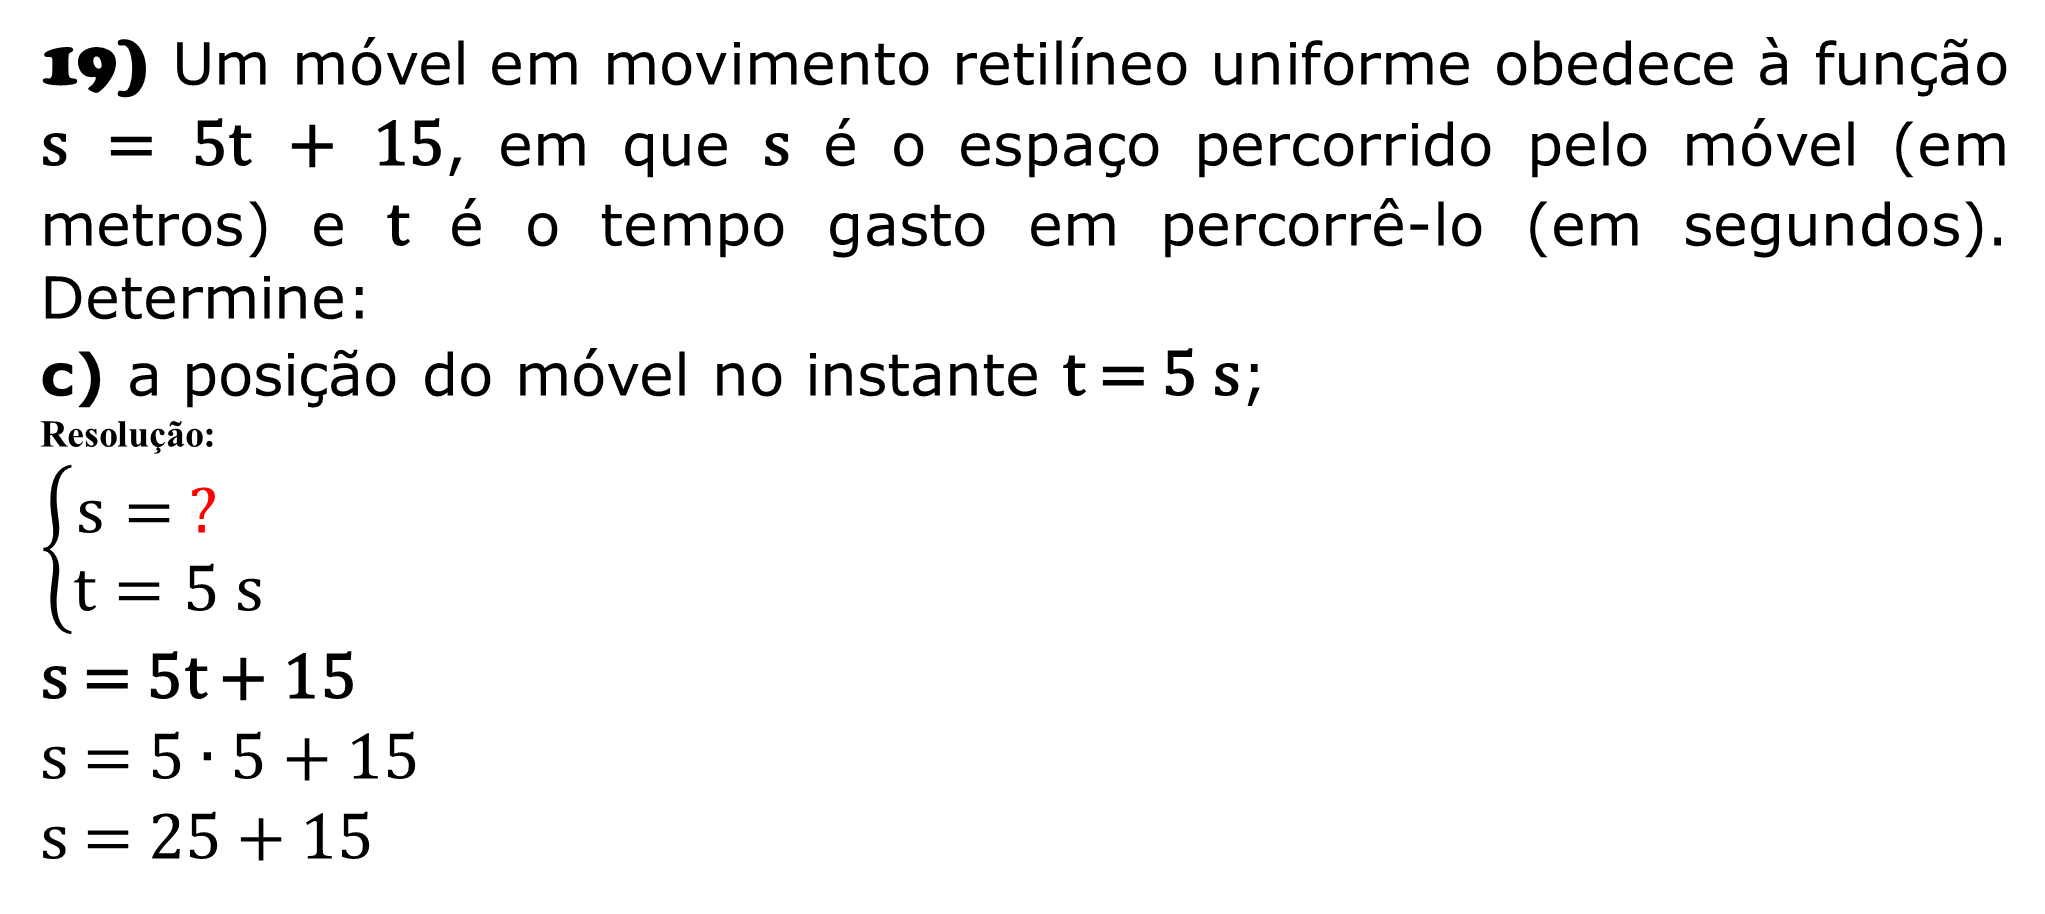 19) Um móvel em movimento retilíneo uniforme obedece à função
s = 5t + 15, em que s é o espaço percorrido pelo móvel (em
metros) e t é o tempo gasto em percorrê-lo (em segundos).
Determine:
c) a posição do móvel no instante t = 5 s;
Resolução:
s = ?
t = 5 s
s = 5t + 15
s = 5 · 5 + 15
s = 25 + 15